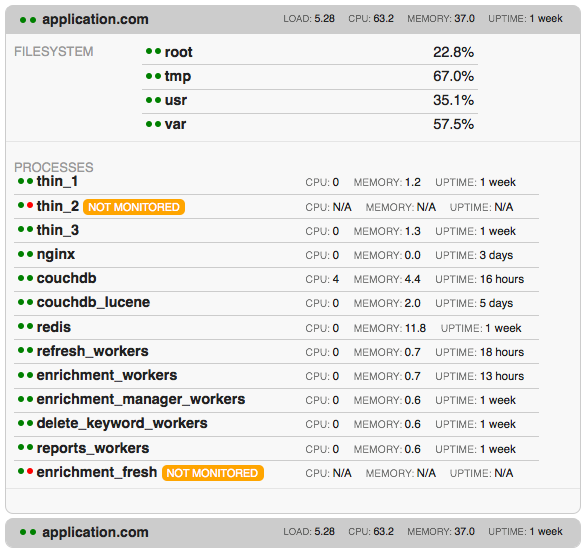 application.com LOAD: 5.28 CPU: 63.2 MEMORY: 37.0 UPTIME: 1 week
FILESYSTEM
root 22.8%
tmp 67.0%
usr 35.1%
var 57.5%
PROCESSES
thin_1 CPU: 0 MEMORY: 1.2 UPTIME: 1 week
thin_2 NOT MONITORED CPU: N/A MEMORY: N/A UPTIME: N/A
thin_3 CPU: 0 MEMORY: 1.3 UPTIME: 1 week
nginx CPU: 0 MEMORY: 0.0 UPTIME: 3 days
couchdb CPU: 4 MEMORY: 4.4 UPTIME: 16 hours
couchdb_lucene CPU: 0 MEMORY: 2.0 UPTIME: 5 days
redis CPU: 0 MEMORY: 11.8 UPTIME: 1 week
refresh_workers CPU: 0 MEMORY: 0.7 UPTIME: 18 hours
enrichment_workers CPU: 0 MEMORY: 0.7 UPTIME: 13 hours
enrichment_manager_workers CPU: 0 MEMORY: 0.6 UPTIME: 1 week
delete_keyword_workers CPU: 0 MEMORY: 0.6 UPTIME: 1 week
reports_workers CPU: 0 MEMORY: 0.6 UPTIME: 1 week
enrichment_fresh NOT MONITORED CPU: N/A MEMORY: N/A UPTIME: N/A
application.com LOAD: 5.28 CPU: 63.2 MEMORY: 37.0 UPTIME: 1 week